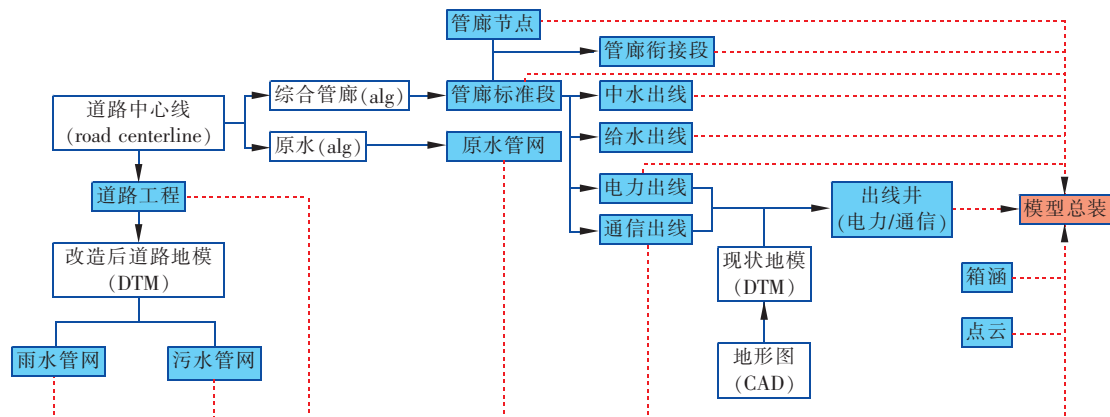 管廊节点
管廊衔接段
综合管廊(alg)
管廊标准段
中水出线
道路中心线
(road centerline)
原水(alg)
原水管网
给水出线
道路工程
电力出线
通信出线
出线井
(电力/通信)
模型总装
改造后道路地模
(DTM)
现状地模
(DTM)
箱涵
点云
雨水管网
污水管网
地形图
(CAD)